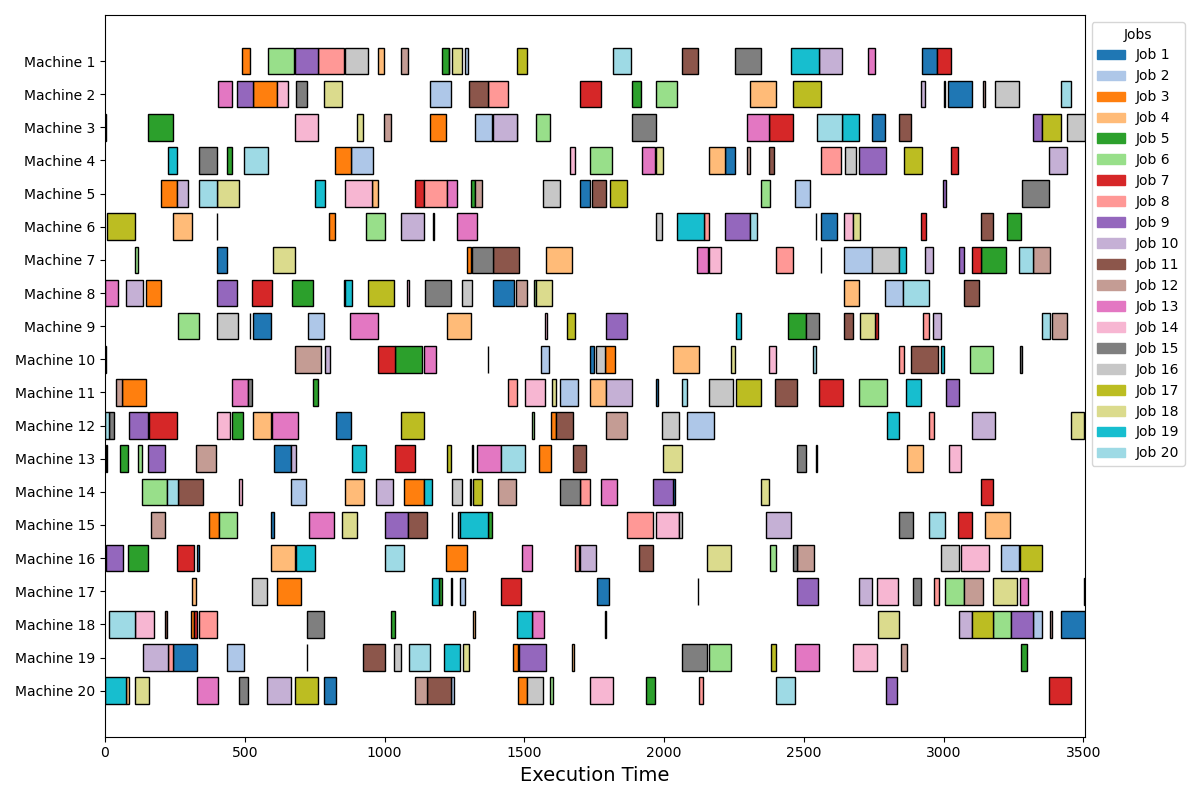 Machine 1
Machine 2
Machine 3
Machine 4
Machine 5
Machine 6
Machine 7
Machine 8
Machine 9
Machine 10
Machine 11
Machine 12
Machine 13
Machine 14
Machine 15
Machine 16
Machine 17
Machine 18
Machine 19
Machine 20
0 500 1000 1500 2000 2500 3000 3500
Execution Time
Jobs
Job 1
Job 2
Job 3
Job 4
Job 5
Job 6
Job 7
Job 8
Job 9
Job 10
Job 11
Job 12
Job 13
Job 14
Job 15
Job 16
Job 17
Job 18
Job 19
Job 20